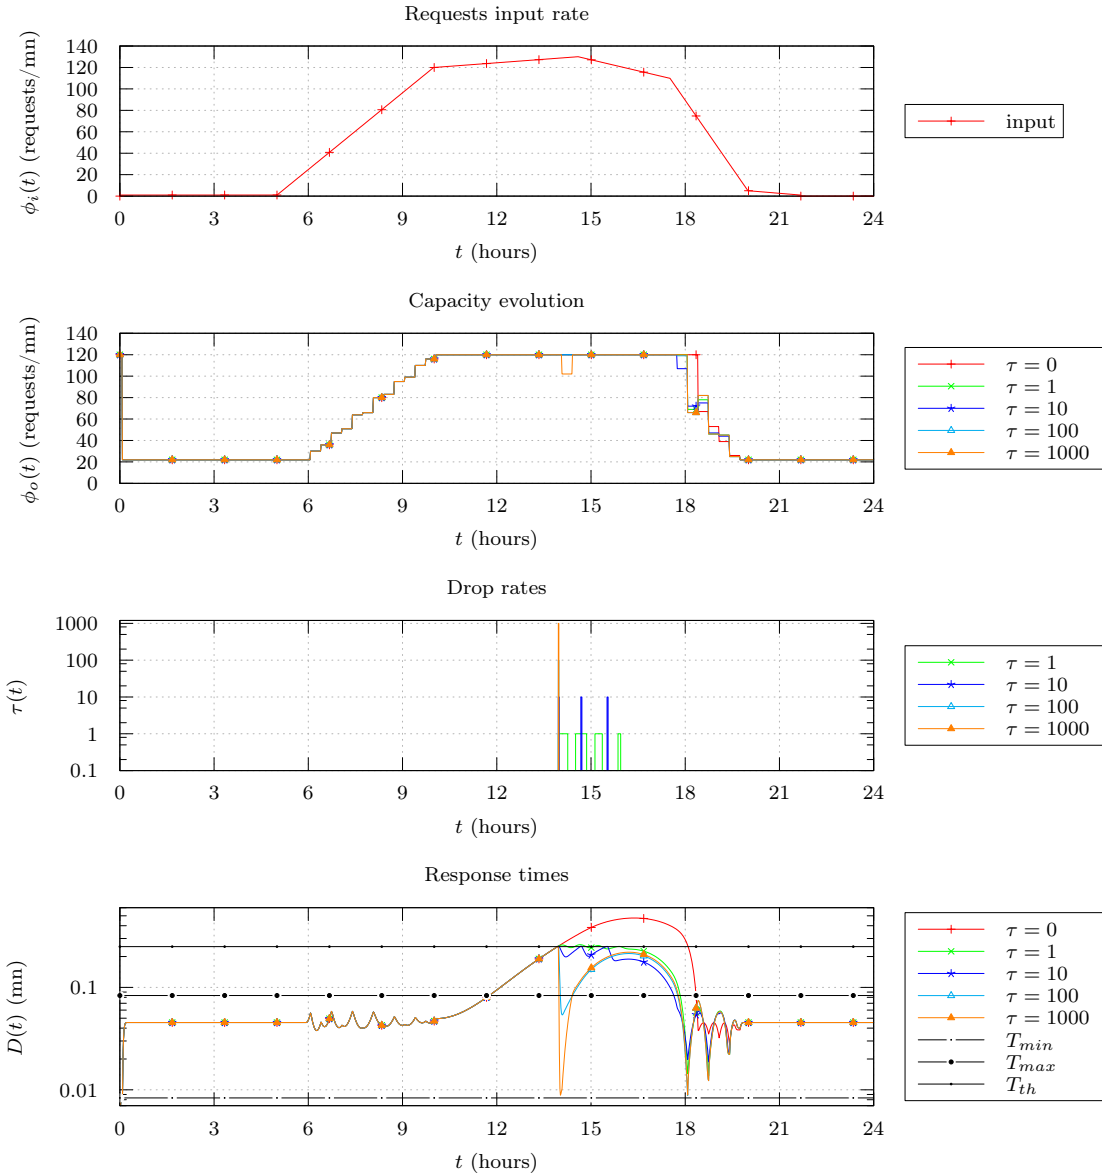 Requests input rate
ϕi(t) (requests/mn)
140
120
100
80
60
40
20
0
0 3 6 9 12 15 18 21 24
t (hours)
input
Capacity evolution
ϕo(t) (requests/mn)
140
120
100
80
60
40
20
0
0 3 6 9 12 15 18 21 24
t (hours)
τ = 0
τ = 1
τ = 10
τ = 100
τ = 1000
Drop rates
τ(t)
1000
100
10
1
0.1
0 3 6 9 12 15 18 21 24
t (hours)
τ = 1
τ = 10
τ = 100
τ = 1000
Response times
D(t) (mn)
0.1
0.01
0 3 6 9 12 15 18 21 24
t (hours)
τ = 0
τ = 1
τ = 10
τ = 100
τ = 1000
Tmin
Tmax
Tth